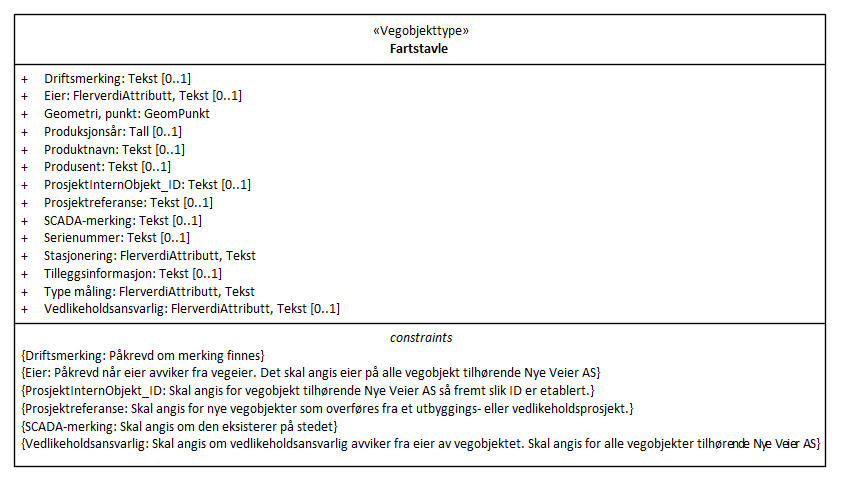 «Vegobjekttype»
Fartstavle
+ Driftsmerking: Tekst [0..1]
+ Eier: FlerverdiAttributt, Tekst [0..1]
+ Geometri, punkt: GeomPunkt
+ Produksjonsår: Tall [0..1]
+ Produktnavn: Tekst [0..1]
+ Produsent: Tekst [0..1]
+ ProsjektInternObjekt_ID: Tekst [0..1]
+ Prosjektreferanse: Tekst [0..1]
+ SCADA-merking: Tekst [0..1]
+ Serienummer: Tekst [0..1]
+ Stasjonering: FlerverdiAttributt, Tekst
+ Tilleggsinformasjon: Tekst [0..1]
+ Type måling: FlerverdiAttributt, Tekst
+ Vedlikeholdsansvarlig: FlerverdiAttributt, Tekst [0..1]
constraints
{Driftsmerking: Påkrevd om merking finnes}
{Eier: Påkrevd når eier avviker fra vegeier. Det skal angis eier på alle vegobjekt tilhørende Nye Veier AS}
{ProsjektInternObjekt_ID: Skal angis for vegobjekt tilhørende Nye Veier AS så fremt slik ID er etablert.}
{Prosjektreferanse: Skal angis for nye vegobjekter som overføres fra et utbyggings- eller vedlikeholdsprosjekt.}
{SCADA-merking: Skal angis om den eksisterer på stedet}
{Vedlikeholdsansvarlig: Skal angis om vedlikeholdsansvarlig avviker fra eier av vegobjektet. Skal angis for alle vegobjekter tilhørende Nye Veier AS}